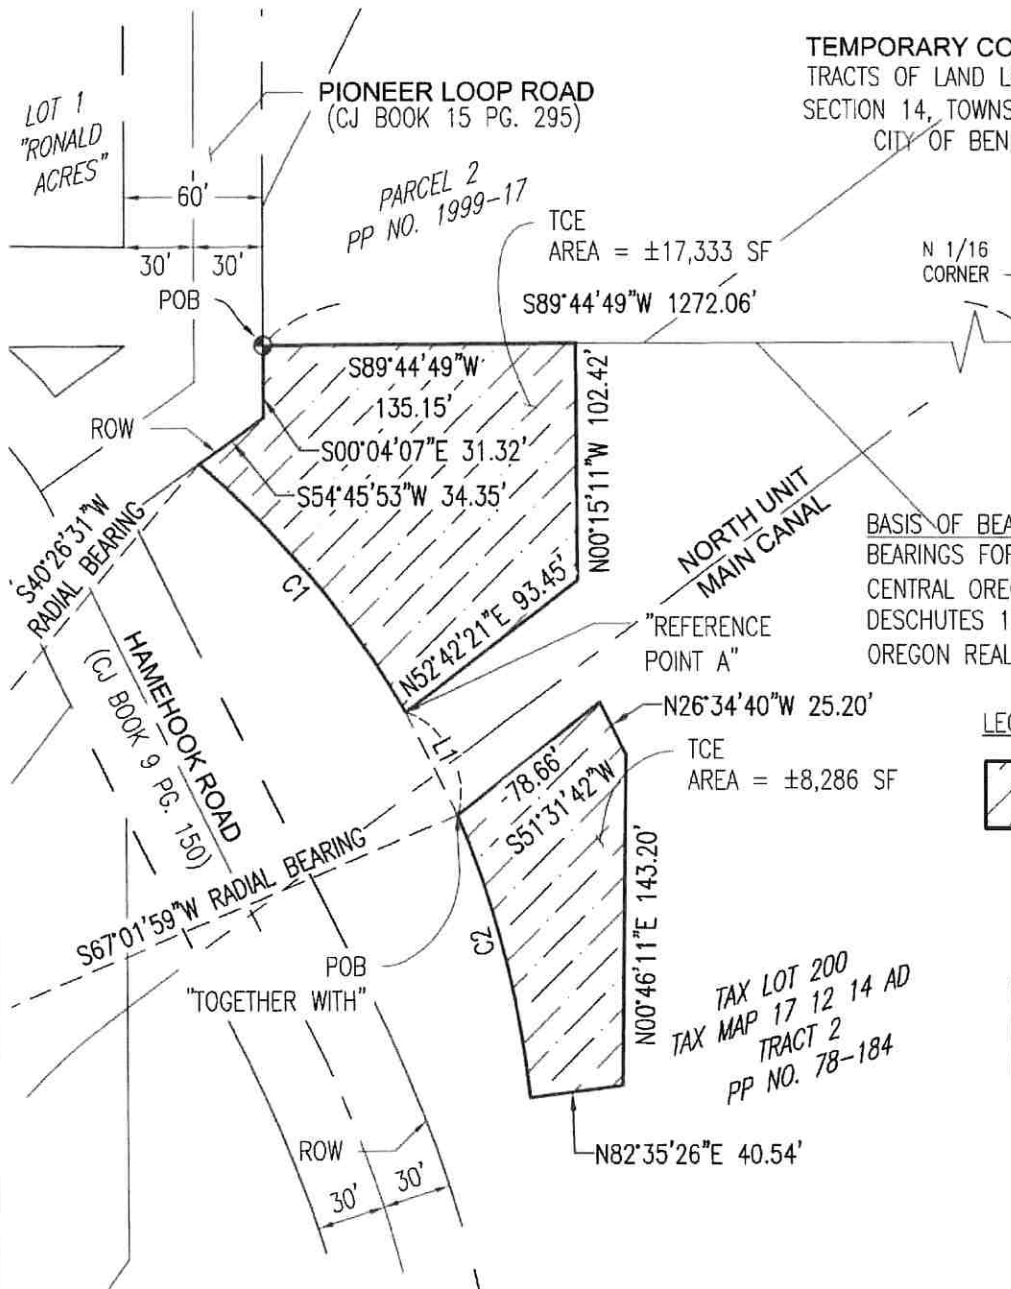 TEMPORARY CO
TRACTS OF LAND L
SECTION 14, TOWNS
CITY OF BEN
PIONEER LOOP ROAD
(CJ BOOK 15 PG. 295)
LOT 1
"RONALD
ACRES"
60'
30'
30'
PARCEL 2
PP NO. 1999-17
TCE
AREA = ±17,333 SF
N 1/16
CORNER
POB
S89°44'49"W 1272.06'
S89°44'49"W
135.15'
ROW
S00°04'07"E 31.32'
S54°45'53"W 34.35'
N00°15'11"W 102.42'
S40°26'31"W
RADIAL BEARING
C1
NORTH UNIT
MAIN CANAL
BASIS OF BEA
BEARINGS FOR
CENTRAL ORE
DESCHUTES 1
OREGON REAL
N52°42'21"E 93.45'
"REFERENCE
POINT A"
HAMEHOOK ROAD
(CJ BOOK 9 PG. 150)
L1
N26°34'40"W 25.20'
LE
TCE
AREA = ±8,286 SF
78.66'
S51°31'42"W
S67°01'59"W RADIAL BEARING
C2
N00°46'11"E 143.20'
POB
"TOGETHER WITH"
TAX LOT 200
TAX MAP 17 12 14 AD
TRACT 2
PP NO. 78-184
ROW
30'
30'
N82°35'26"E 40.54'